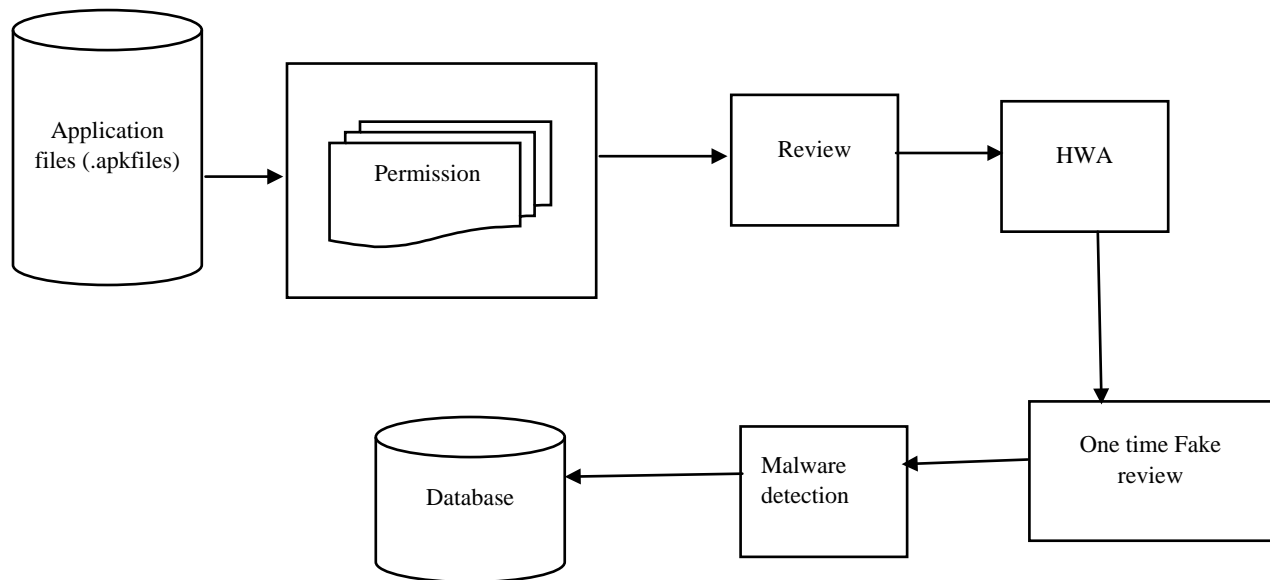 Application
files (.apkfiles)
Permission
Review
HWA
One time Fake
review
Malware
detection
Database